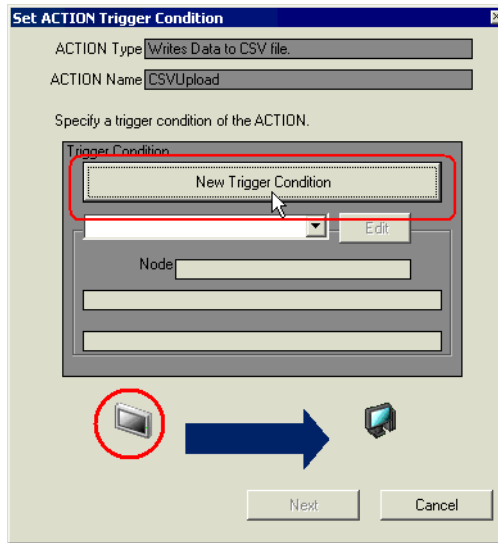 Set ACTION Trigger Condition
ACTION Type Writes Data to CSV file.
ACTION Name CSVUpload
Specify a trigger condition of the ACTION.
Trigger Condition
New Trigger Condition
Edit
Node
Next Cancel